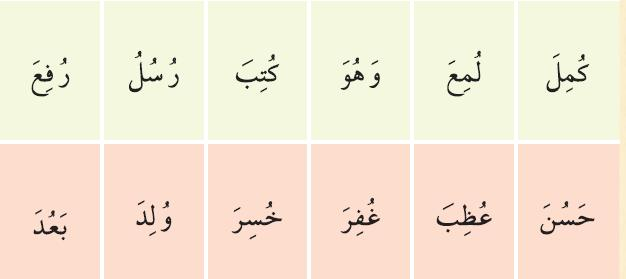 كُمِلَ لُمِعَ وَهُوَ كُتِبَ رُسُلُ رُفِعَ
حَسُنَ عُظِبَ غُفِرَ خُسِرَ وُلِدَ بَعُدَ